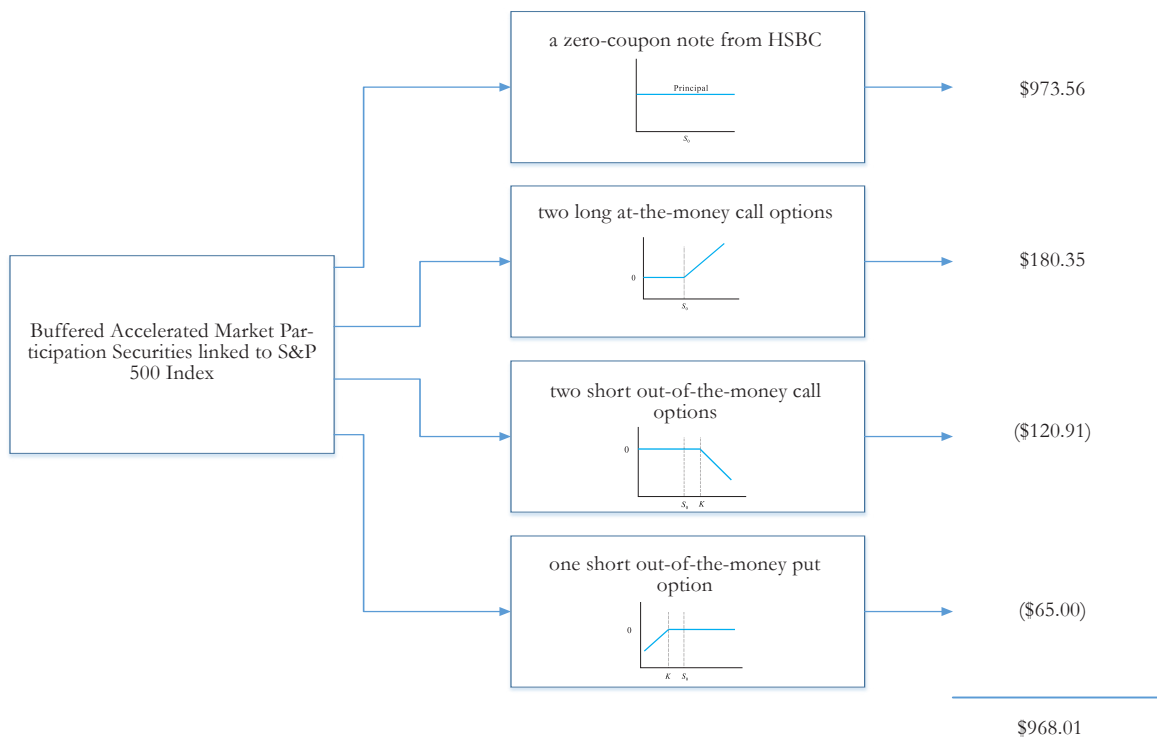 a zero-coupon note from HSBC
Principal
S₀
$973.56
two long at-the-money call options
0
S₀
$180.35
Buffered Accelerated Market Par-
ticipation Securities linked to S&P
500 Index
two short out-of-the-money call
options
0
S₀ K
($120.91)
one short out-of-the-money put
option
0
K S₀
($65.00)
$968.01